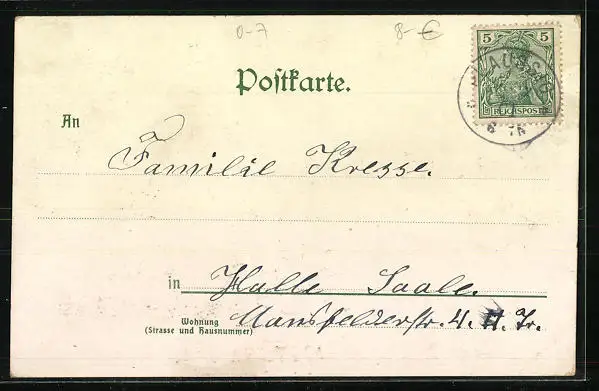 0-7 8-€
5 5
REICHSPOST
Postkarte.
An
Familie Kresse.
in Halle Saale.
Wohnung
(Strasse und Hausnummer)
Mansfelderstr. 4. II. Tr.